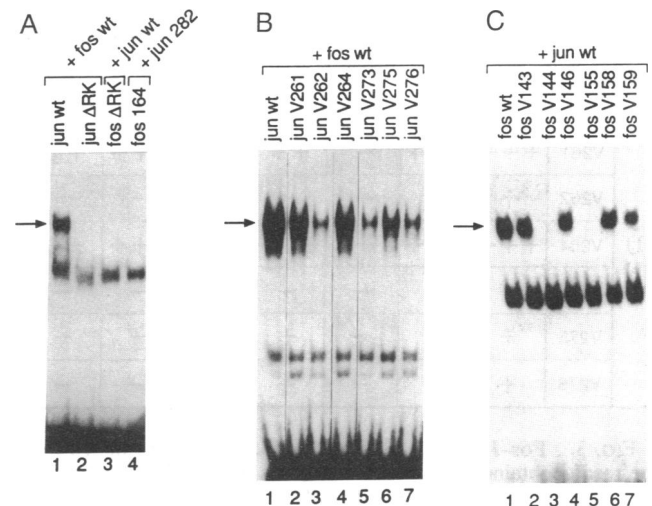 A
+ fos wt
+ jun wt
+ jun 282
jun wt
jun ΔRK
fos ΔRK
fos 164
1 2 3 4
B
+ fos wt
jun wt
jun V261
jun V262
jun V264
jun V273
jun V275
jun V276
1 2 3 4 5 6 7
C
+ jun wt
fos wt
fos V143
fos V144
fos V146
fos V155
fos V158
fos V159
1 2 3 4 5 6 7